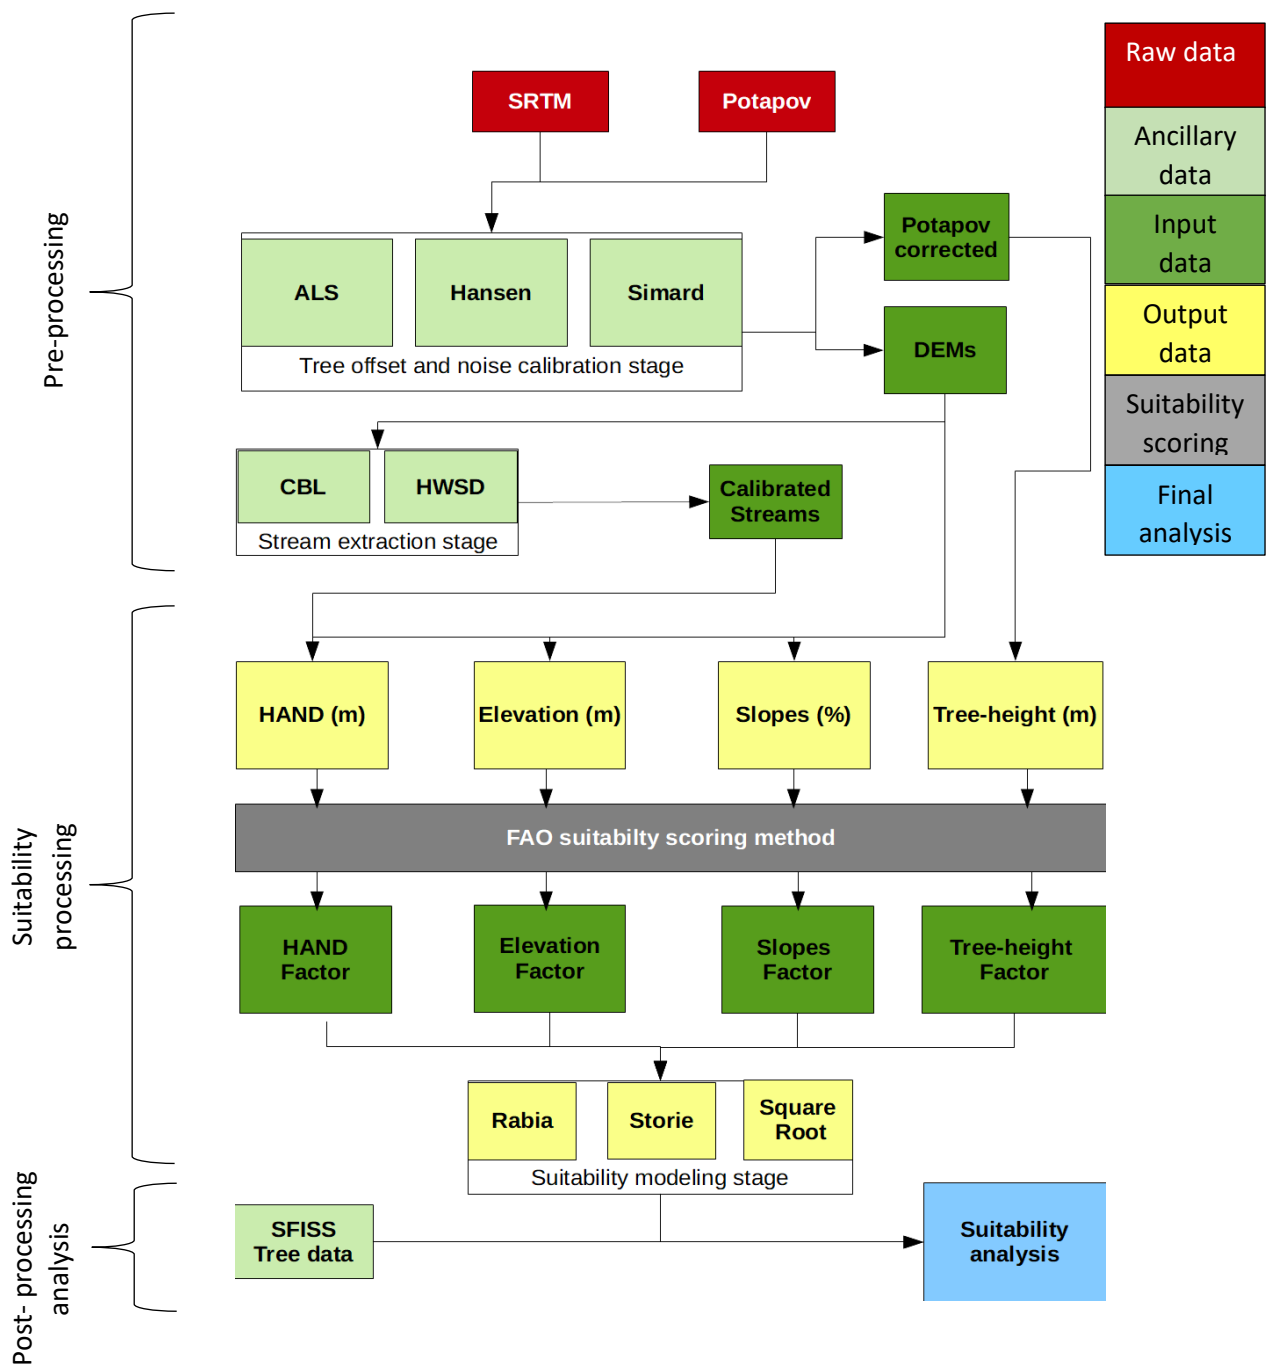 Raw data
SRTM
Potapov
Ancillary
data
Pre-processing
Potapov
corrected
Input
data
ALS
Hansen
Simard
Output
data
DEMs
Tree offset and noise calibration stage
Suitability
scoring
CBL
HWSD
Calibrated
Streams
Final
analysis
Stream extraction stage
Suitability
processing
HAND (m)
Elevation (m)
Slopes (%)
Tree-height (m)
FAO suitabilty scoring method
HAND
Factor
Elevation
Factor
Slopes
Factor
Tree-height
Factor
Rabia
Storie
Square
Root
Suitability modeling stage
Post- processing
analysis
SFISS
Tree data
Suitability
analysis